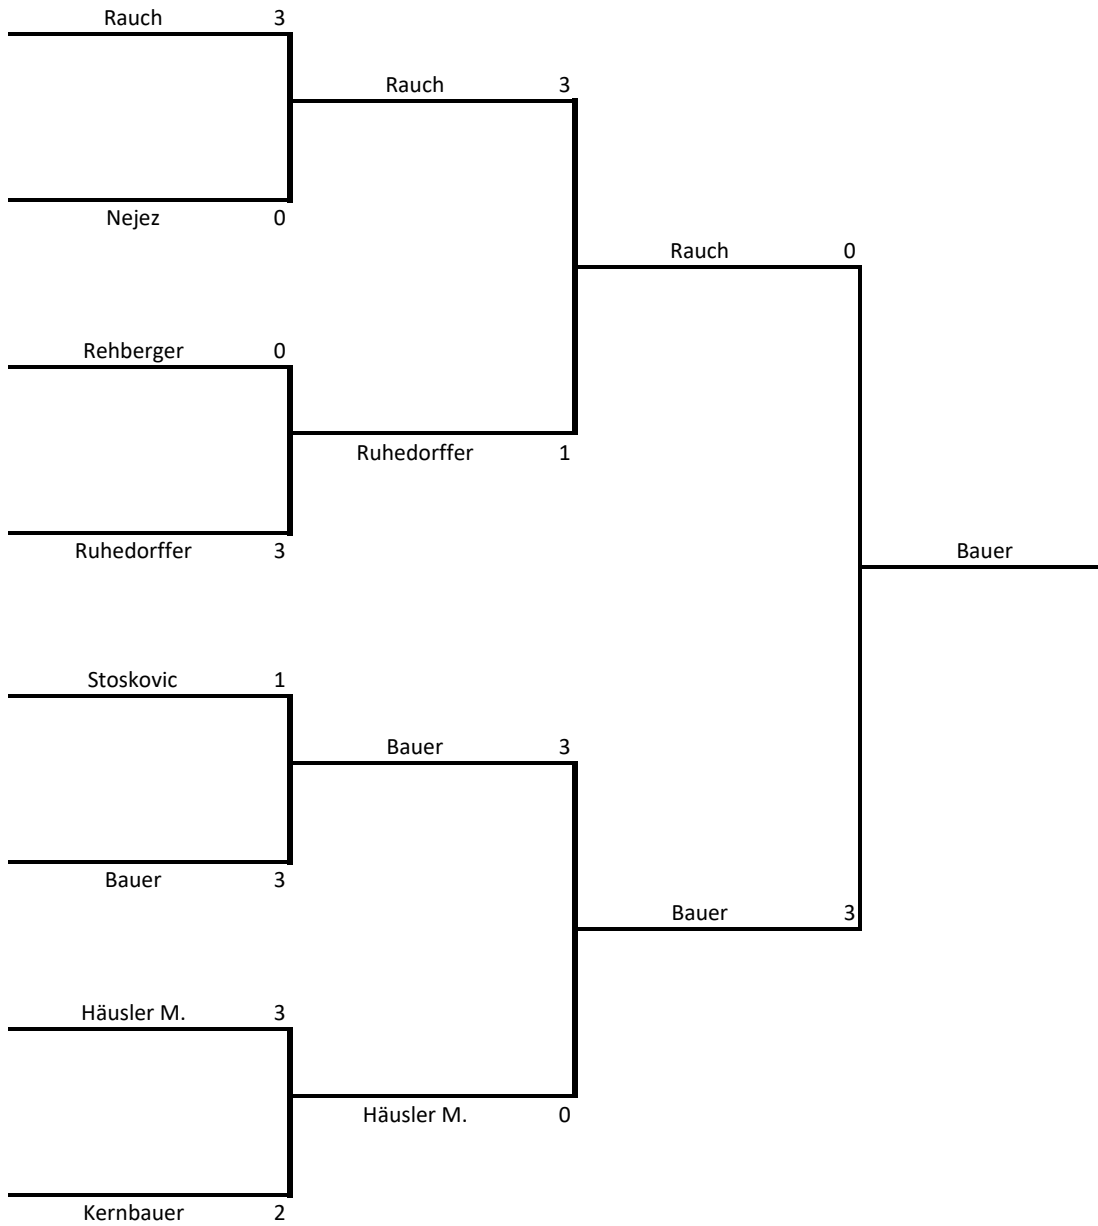 Rauch 3
Rauch 3
Nejez 0
Rauch 0
Rehberger 0
Ruhedorffer 1
Ruhedorffer 3
Bauer
Stoskovic 1
Bauer 3
Bauer 3
Bauer 3
Häusler M. 3
Häusler M. 0
Kernbauer 2